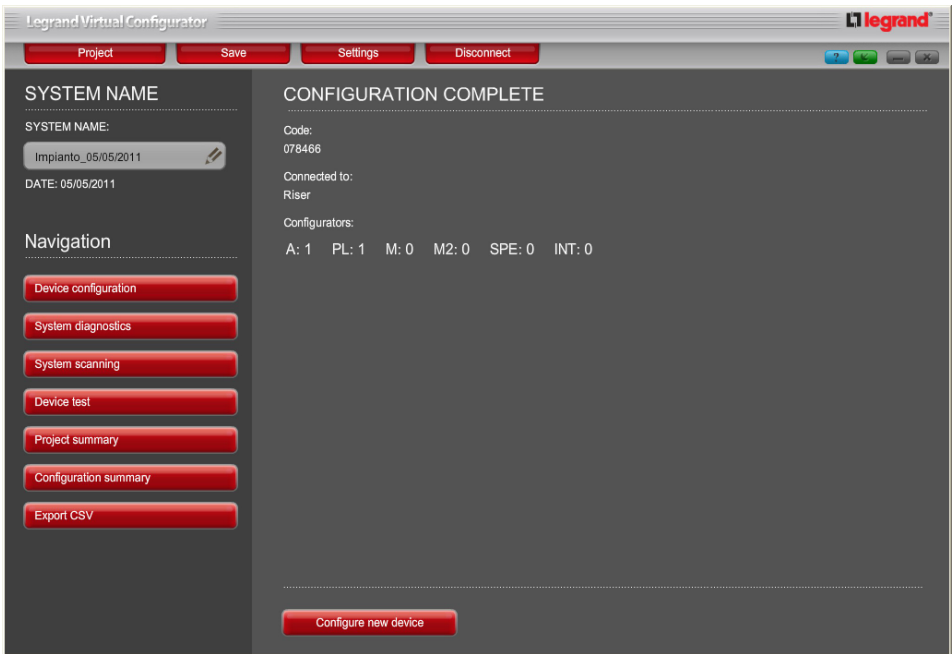 Legrand Virtual Configurator
legrand®
Project Save Settings Disconnect
?
SYSTEM NAME
SYSTEM NAME:
Impianto_05/05/2011
DATE: 05/05/2011
Navigation
Device configuration
System diagnostics
System scanning
Device test
Project summary
Configuration summary
Export CSV
CONFIGURATION COMPLETE
Code:
078466
Connected to:
Riser
Configurators:
A: 1 PL: 1 M: 0 M2: 0 SPE: 0 INT: 0
Configure new device